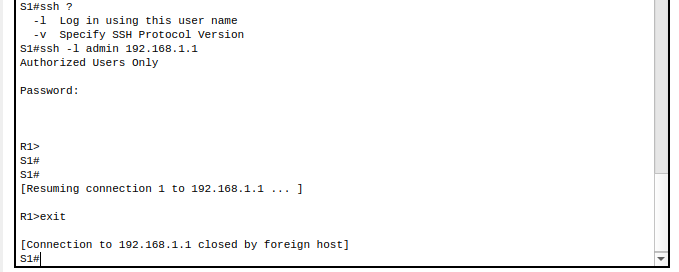 S1#ssh ?
-l  Log in using this user name
-v  Specify SSH Protocol Version
S1#ssh -l admin 192.168.1.1
Authorized Users Only
Password:
R1>
S1#
S1#
[Resuming connection 1 to 192.168.1.1 ... ]
R1>exit
[Connection to 192.168.1.1 closed by foreign host]
S1#